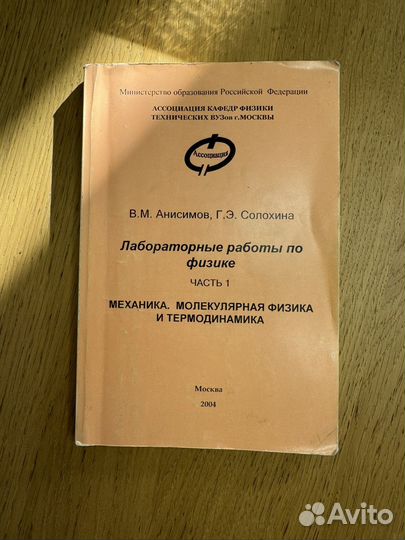 Министерство образования Российской Федерации
АССОЦИАЦИЯ КАФЕДР ФИЗИКИ
ТЕХНИЧЕСКИХ ВУЗов г.МОСКВЫ
Ассоциация
В.М. Анисимов, Г.Э. Солохина
Лабораторные работы по
физике
ЧАСТЬ 1
МЕХАНИКА. МОЛЕКУЛЯРНАЯ ФИЗИКА
И ТЕРМОДИНАМИКА
Москва
2004
Avito